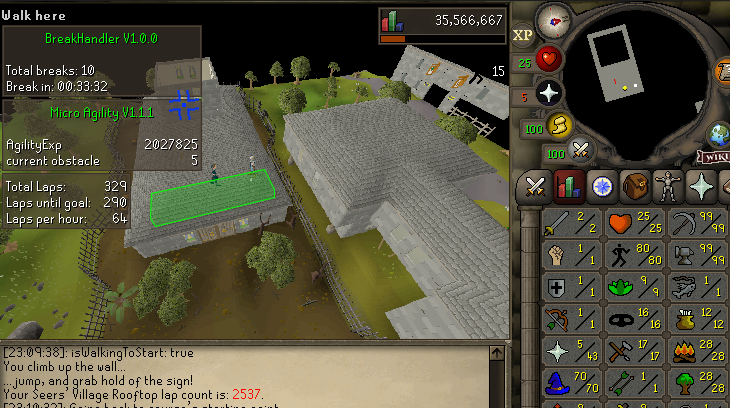 Walk here
BreakHandler V1.0.0
Total breaks: 10
Break in: 00:33:32
Micro Agility V1.1.1
AgilityExp 2027825
current obstacle 5
Total Laps: 329
Laps until goal: 290
Laps per hour: 64
35,566,667
15
XP
25
5
100
100
WIKI
2/2 25/25 99/99
1/1 80/80 99/99
1/1 9/9 1/1
1/1 16/16 12/12
5/43 17/17 28/28
70/70 1/1 28/28
[23:09:38]: isWalkingToStart: true
You climb up the wall...
...jump, and grab hold of the sign!
Your Seers' Village Rooftop lap count is: 2537.